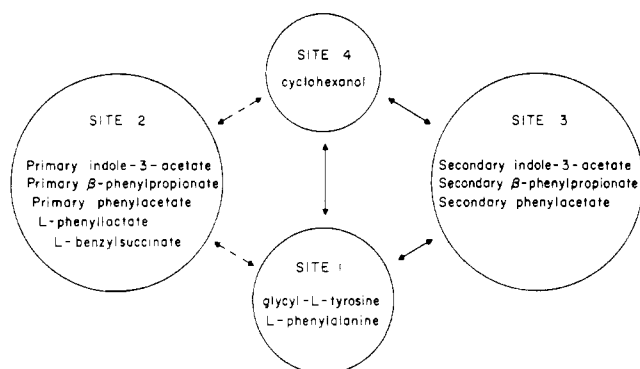 SITE 4
cyclohexanol
SITE 2
Primary indole-3-acetate
Primary β-phenylpropionate
Primary phenylacetate
L-phenyllactate
L-benzylsuccinate
SITE 3
Secondary indole-3-acetate
Secondary β-phenylpropionate
Secondary phenylacetate
SITE 1
glycyl-L-tyrosine
L-phenylalanine